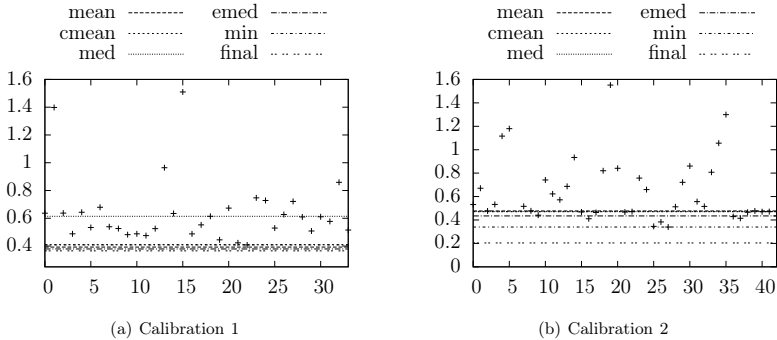 mean emed
cmean min
med final
1.6
1.4
1.2
1
0.8
0.6
0.4
0 5 10 15 20 25 30
(a) Calibration 1
mean emed
cmean min
med final
1.6
1.4
1.2
1
0.8
0.6
0.4
0.2
0
0 5 10 15 20 25 30 35 40
(b) Calibration 2